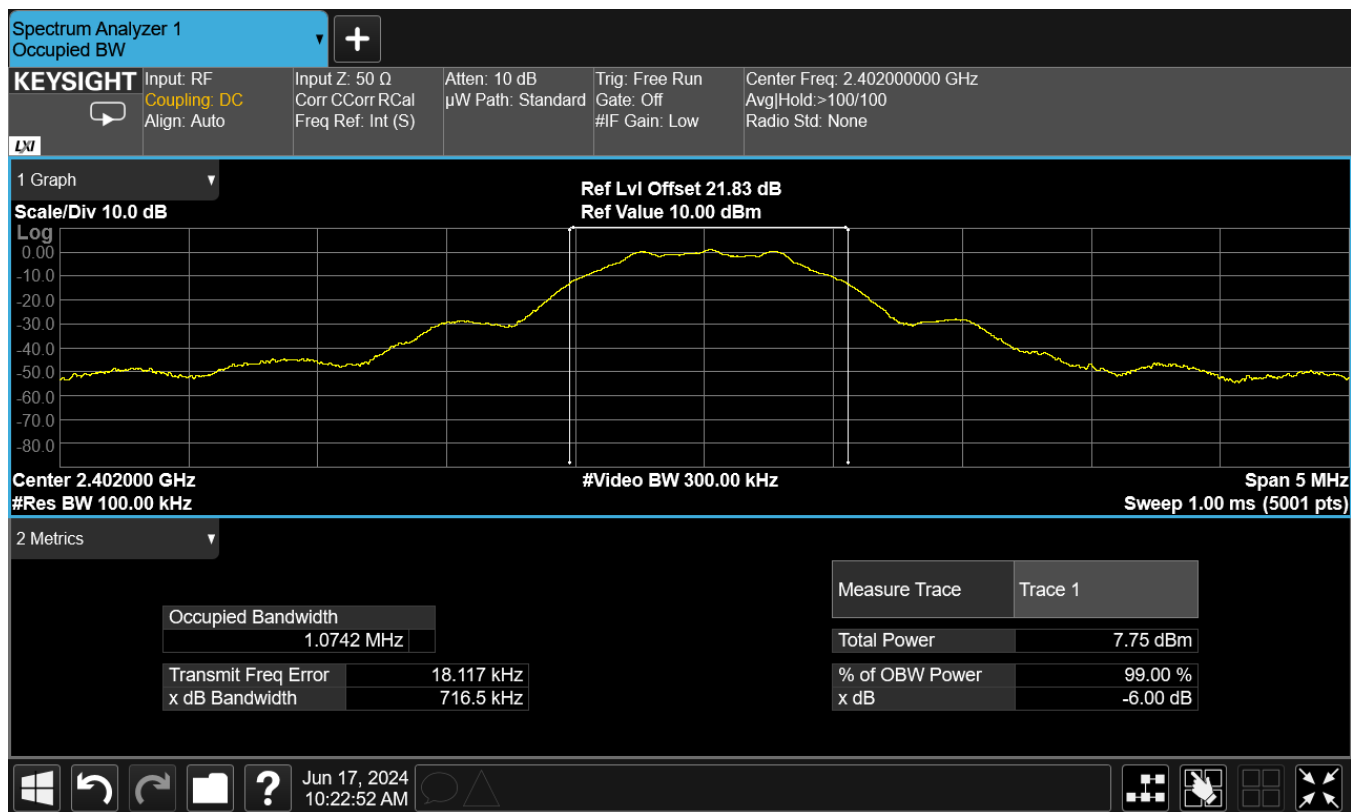 Spectrum Analyzer 1
Occupied BW
KEYSIGHT
LXI
Input: RF
Coupling: DC
Align: Auto
Input Z: 50 Ω
Corr CCorr RCal
Freq Ref: Int (S)
Atten: 10 dB
µW Path: Standard
Trig: Free Run
Gate: Off
#IF Gain: Low
Center Freq: 2.402000000 GHz
Avg|Hold:>100/100
Radio Std: None
1 Graph
Scale/Div 10.0 dB
Ref Lvl Offset 21.83 dB
Ref Value 10.00 dBm
Log
0.00
-10.0
-20.0
-30.0
-40.0
-50.0
-60.0
-70.0
-80.0
Center 2.402000 GHz
#Video BW 300.00 kHz
Span 5 MHz
#Res BW 100.00 kHz
Sweep 1.00 ms (5001 pts)
2 Metrics
Measure Trace Trace 1
Occupied Bandwidth
1.0742 MHz
Total Power 7.75 dBm
Transmit Freq Error 18.117 kHz
% of OBW Power 99.00 %
x dB Bandwidth 716.5 kHz
x dB -6.00 dB
?
Jun 17, 2024
10:22:52 AM